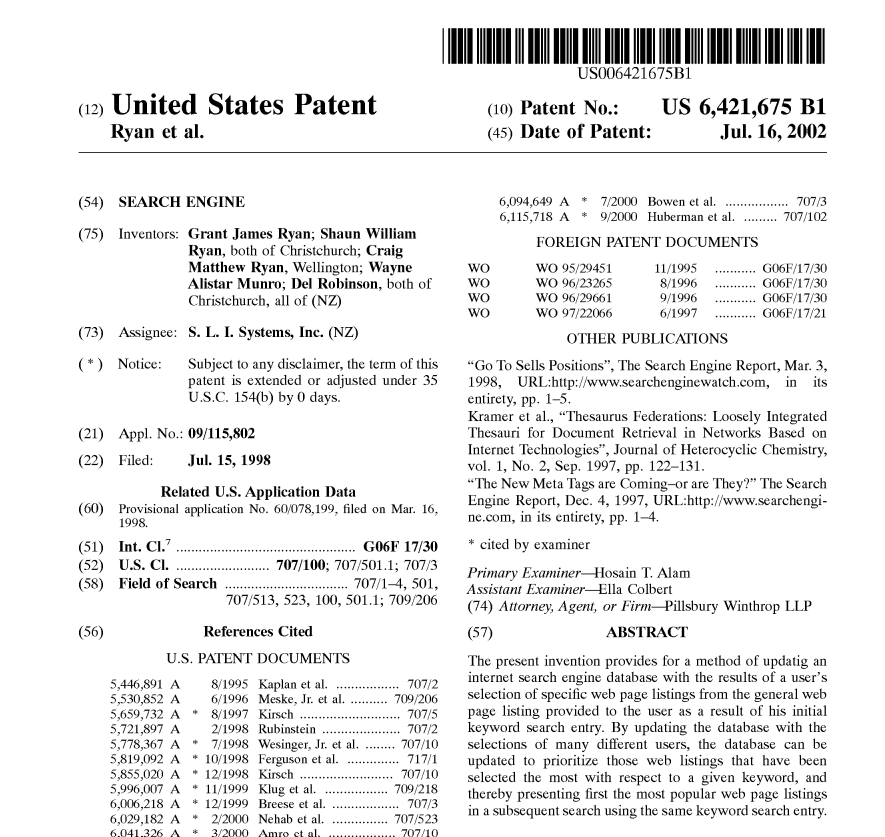 US006421675B1
(12) United States Patent
Ryan et al.
(10) Patent No.: US 6,421,675 B1
(45) Date of Patent: Jul. 16, 2002
(54) SEARCH ENGINE
(75) Inventors: Grant James Ryan; Shaun William
Ryan, both of Christchurch; Craig
Matthew Ryan, Wellington; Wayne
Alistar Munro; Del Robinson, both of
Christchurch, all of (NZ)
(73) Assignee: S. L. I. Systems, Inc. (NZ)
( * ) Notice: Subject to any disclaimer, the term of this
patent is extended or adjusted under 35
U.S.C. 154(b) by 0 days.
(21) Appl. No.: 09/115,802
(22) Filed: Jul. 15, 1998
Related U.S. Application Data
(60) Provisional application No. 60/078,199, filed on Mar. 16,
1998.
(51) Int. Cl.7 ................................................ G06F 17/30
(52) U.S. Cl. ......................... 707/100; 707/501.1; 707/3
(58) Field of Search .................................. 707/1–4, 501,
707/513, 523, 100, 501.1; 709/206
(56) References Cited
U.S. PATENT DOCUMENTS
5,446,891 A 8/1995 Kaplan et al. ................. 707/2
5,530,852 A 6/1996 Meske, Jr. et al. .......... 709/206
5,659,732 A * 8/1997 Kirsch ........................... 707/5
5,721,897 A 2/1998 Rubinstein ..................... 707/2
5,778,367 A * 7/1998 Wesinger, Jr. et al. ........ 707/10
5,819,092 A * 10/1998 Ferguson et al. .............. 717/1
5,855,020 A * 12/1998 Kirsch ......................... 707/10
5,996,007 A * 11/1999 Klug et al. .................. 709/218
6,006,218 A * 12/1999 Breese et al. .................. 707/3
6,029,182 A * 2/2000 Nehab et al. ................ 707/523
6,041,326 A * 3/2000 Amro et al. .................. 707/10
6,094,649 A * 7/2000 Bowen et al. ................. 707/3
6,115,718 A * 9/2000 Huberman et al. ......... 707/102
FOREIGN PATENT DOCUMENTS
WO WO 95/29451 11/1995 ........... G06F/17/30
WO WO 96/23265 8/1996 ........... G06F/17/30
WO WO 96/29661 9/1996 ........... G06F/17/30
WO WO 97/22066 6/1997 ........... G06F/17/21
OTHER PUBLICATIONS
“Go To Sells Positions”, The Search Engine Report, Mar. 3,
1998, URL:http://www.searchenginewatch.com, in its
entirety, pp. 1–5.
Kramer et al., “Thesaurus Federations: Loosely Integrated
Thesauri for Document Retrieval in Networks Based on
Internet Technologies”, Journal of Heterocyclic Chemistry,
vol. 1, No. 2, Sep. 1997, pp. 122–131.
“The New Meta Tags are Coming–or are They?” The Search
Engine Report, Dec. 4, 1997, URL:http://www.searchengi-
ne.com, in its entirety, pp. 1–4.
* cited by examiner
Primary Examiner—Hosain T. Alam
Assistant Examiner—Ella Colbert
(74) Attorney, Agent, or Firm—Pillsbury Winthrop LLP
(57) ABSTRACT
The present invention provides for a method of updatig an
internet search engine database with the results of a user’s
selection of specific web page listings from the general web
page listing provided to the user as a result of his initial
keyword search entry. By updating the database with the
selections of many different users, the database can be
updated to prioritize those web listings that have been
selected the most with respect to a given keyword, and
thereby presenting first the most popular web page listings
in a subsequent search using the same keyword search entry.